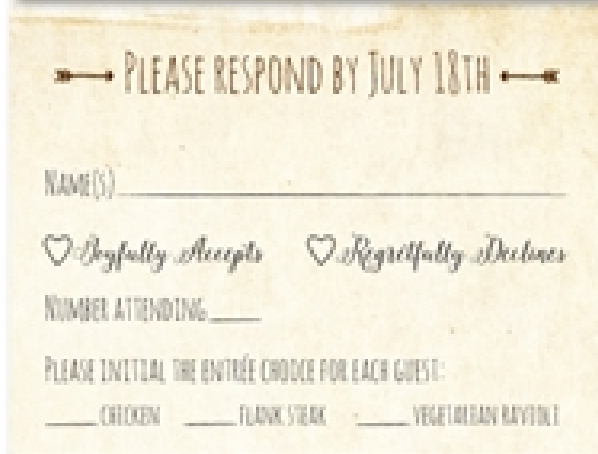 Please respond by July 18th
Name(s)
Joyfully Accepts Regretfully Declines
Number attending
Please initial the entrée choice for each guest:
chicken flank steak vegetarian ravioli